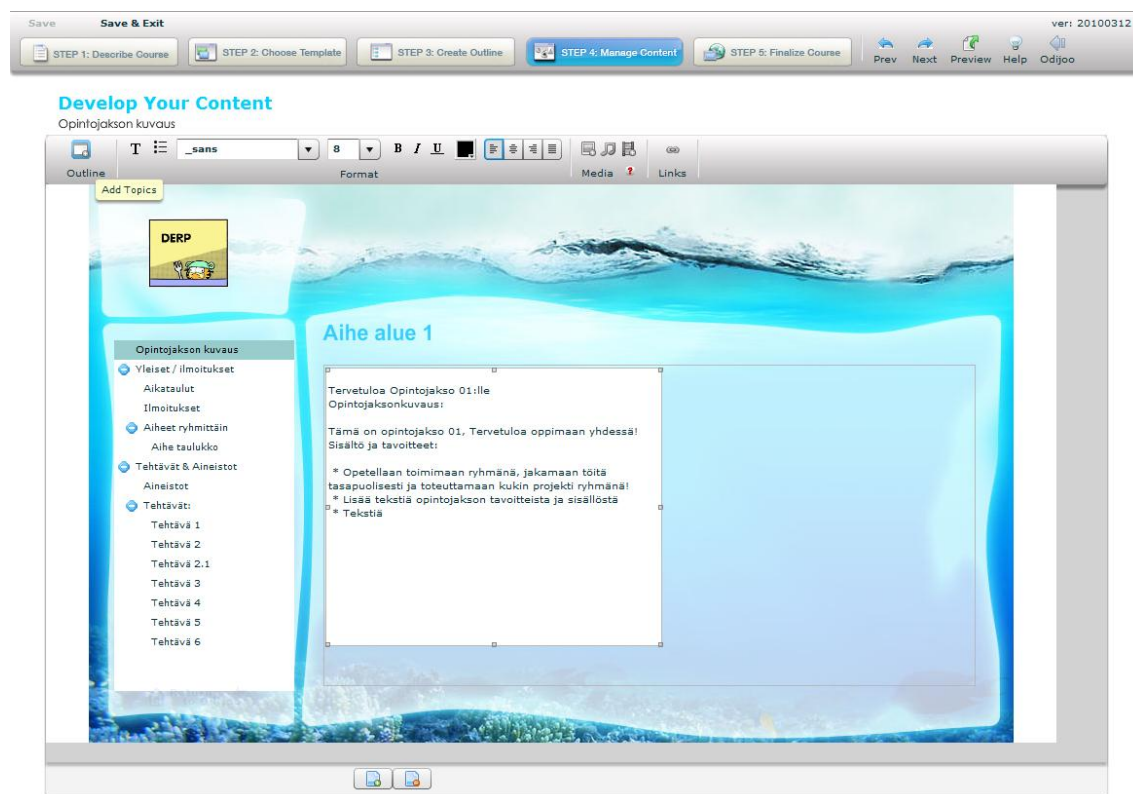 Save Save & Exit ver: 20100312
STEP 1: Describe Course STEP 2: Choose Template STEP 3: Create Outline STEP 4: Manage Content STEP 5: Finalize Course Prev Next Preview Help Odijoo
Develop Your Content
Opintojakson kuvaus
T _sans 8 B I U
Outline Format Media ? Links
Add Topics
DERP
Aihe alue 1
Opintojakson kuvaus
Yleiset / ilmoitukset
Aikataulut
Ilmoitukset
Aiheet ryhmittäin
Aihe taulukko
Tehtävät & Aineistot
Aineistot
Tehtävät:
Tehtävä 1
Tehtävä 2
Tehtävä 2.1
Tehtävä 3
Tehtävä 4
Tehtävä 5
Tehtävä 6
Tervetuloa Opintojakso 01:lle
Opintojaksonkuvaus:
Tämä on opintojakso 01, Tervetuloa oppimaan yhdessä!
Sisältö ja tavoitteet:
* Opetellaan toimimaan ryhmänä, jakamaan töitä
tasapuolisesti ja toteuttamaan kukin projekti ryhmänä!
* Lisää tekstiä opintojakson tavoitteista ja sisällöstä
* Tekstiä